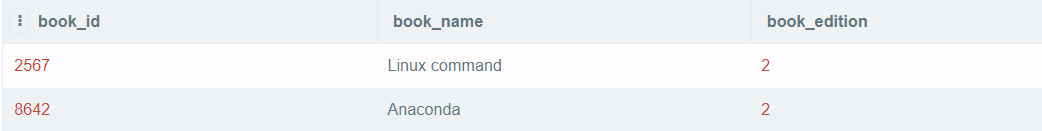 book_id book_name book_edition
2567 Linux command 2
8642 Anaconda 2